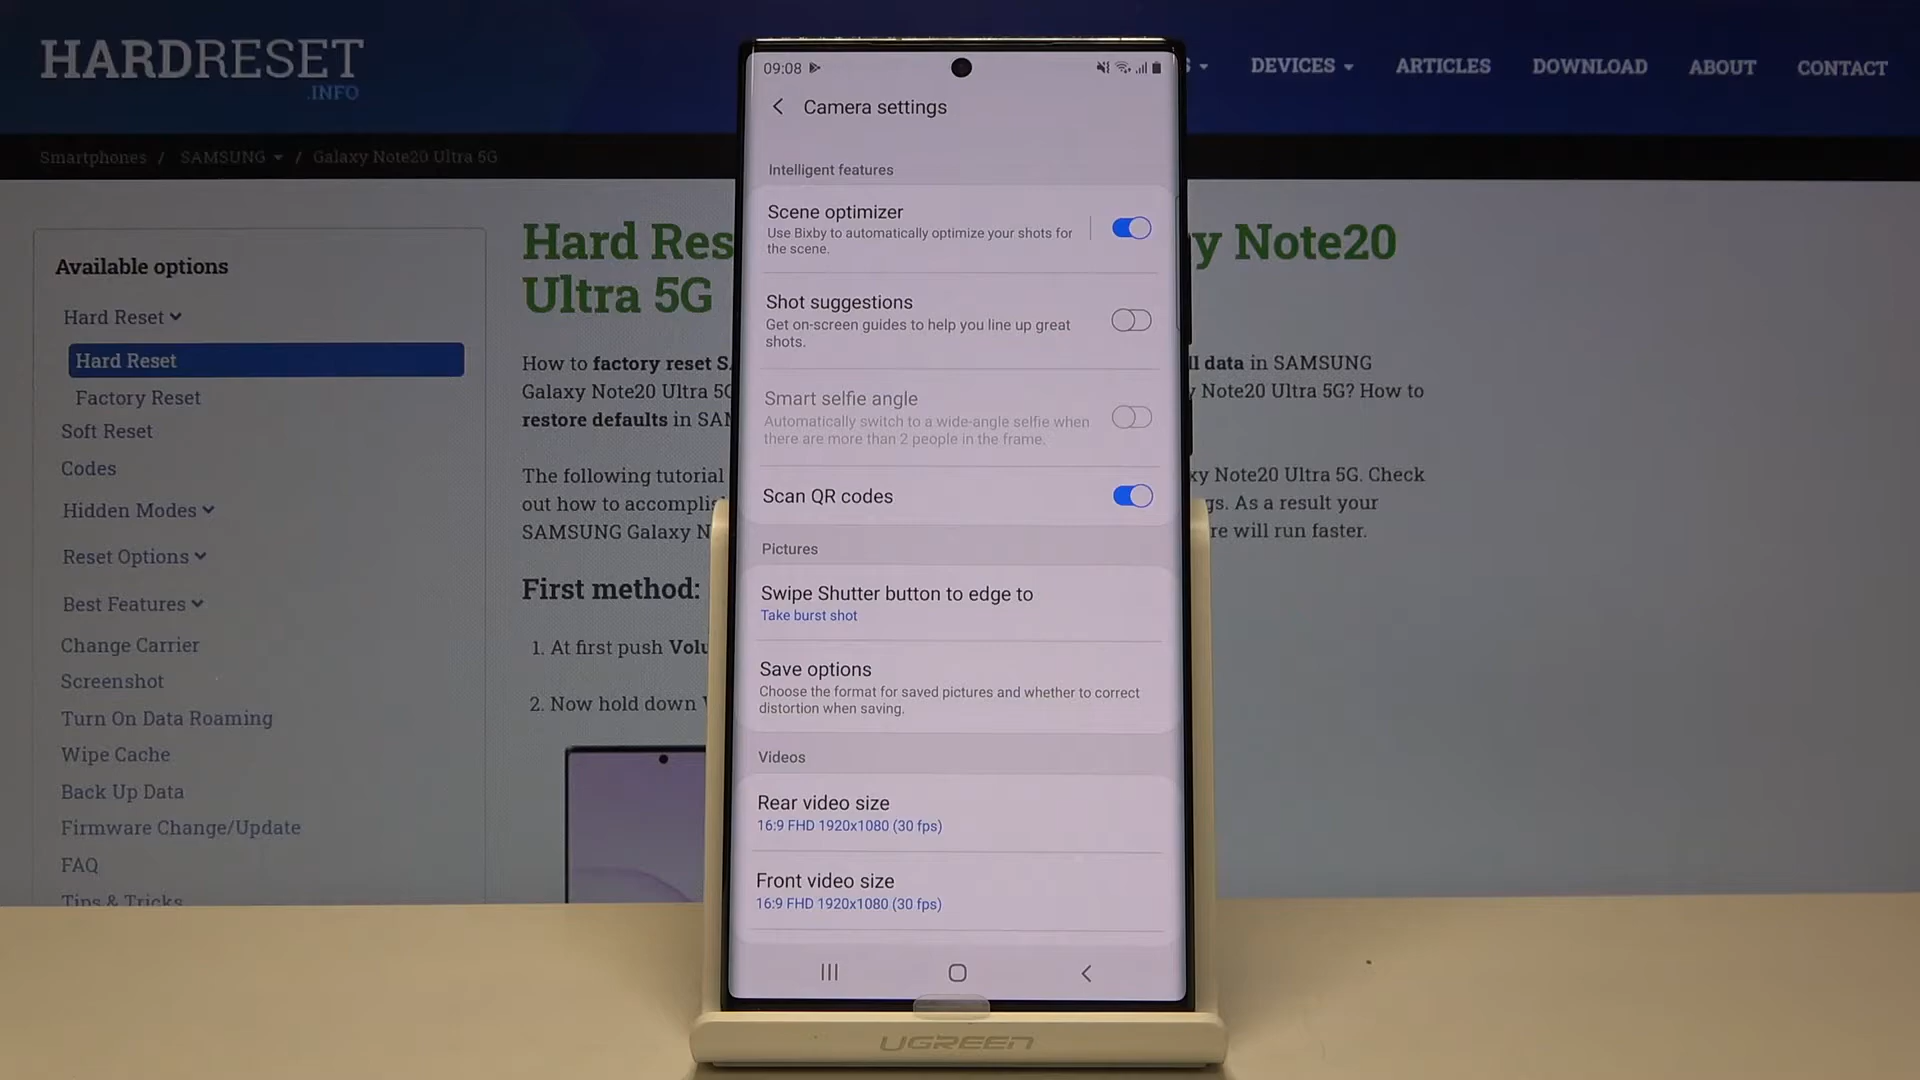 HARDRESET
.INFO
DEVICES
ARTICLES
DOWNLOAD
ABOUT
CONTACT
Smartphones / SAMSUNG / Galaxy Note20 Ultra 5G
Available options
Hard Reset
Hard Reset
Factory Reset
Soft Reset
Codes
Hidden Modes
Reset Options
Best Features
Change Carrier
Screenshot
Turn On Data Roaming
Wipe Cache
Back Up Data
Firmware Change/Update
FAQ
Tips & Tricks
Hard Res
y Note20
Ultra 5G
How to factory reset S
ll data in SAMSUNG
Galaxy Note20 Ultra 5G
y Note20 Ultra 5G? How to
restore defaults in SA
The following tutorial
xy Note20 Ultra 5G. Check
out how to accomplis
gs. As a result your
SAMSUNG Galaxy N
re will run faster.
First method:
1. At first push Volu
2. Now hold down V
09:08
Camera settings
Intelligent features
Scene optimizer
Use Bixby to automatically optimize your shots for
the scene.
Shot suggestions
Get on-screen guides to help you line up great
shots.
Smart selfie angle
Automatically switch to a wide-angle selfie when
there are more than 2 people in the frame.
Scan QR codes
Pictures
Swipe Shutter button to edge to
Take burst shot
Save options
Choose the format for saved pictures and whether to correct
distortion when saving.
Videos
Rear video size
16:9 FHD 1920x1080 (30 fps)
Front video size
16:9 FHD 1920x1080 (30 fps)
UGREEN